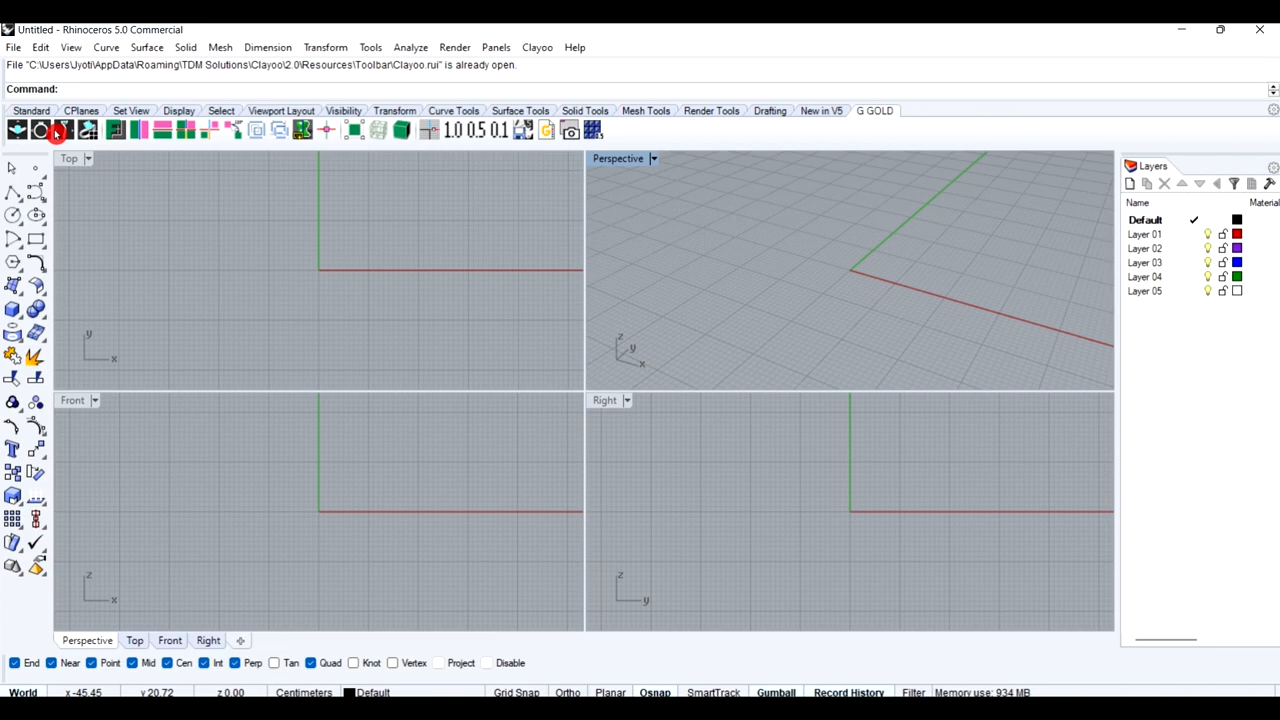 Untitled - Rhinoceros 5.0 Commercial
File Edit View Curve Surface Solid Mesh Dimension Transform Tools Analyze Render Panels Clayoo Help
File "C:\Users\Jyoti\AppData\Roaming\TDM Solutions\Clayoo\2.0\Resources\Toolbar\Clayoo.rui" is already open.
Command:
Standard CPlanes Set View Display Select Viewport Layout Visibility Transform Curve Tools Surface Tools Solid Tools Mesh Tools Render Tools Drafting New in V5 G GOLD
1.0 0.5 0.1
Top
Perspective
Layers
Name Material
Default
Layer 01
Layer 02
Layer 03
Layer 04
Layer 05
y
x
z
y
x
Front
Right
z
x
z
y
Perspective Top Front Right
End Near Point Mid Cen Int Perp Tan Quad Knot Vertex Project Disable
World x -45.45 y 20.72 z 0.00 Centimeters Default Grid Snap Ortho Planar Osnap SmartTrack Gumball Record History Filter Memory use: 934 MB